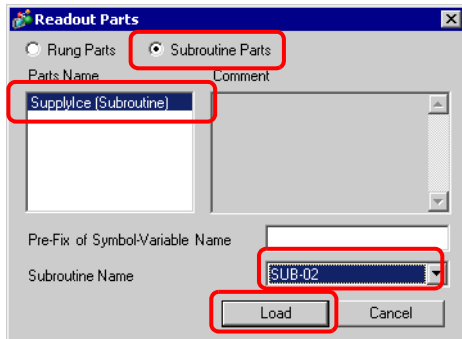 Readout Parts
Rung Parts Subroutine Parts
Parts Name Comment
SupplyIce (Subroutine)
Pre-Fix of Symbol-Variable Name
Subroutine Name SUB-02
Load Cancel